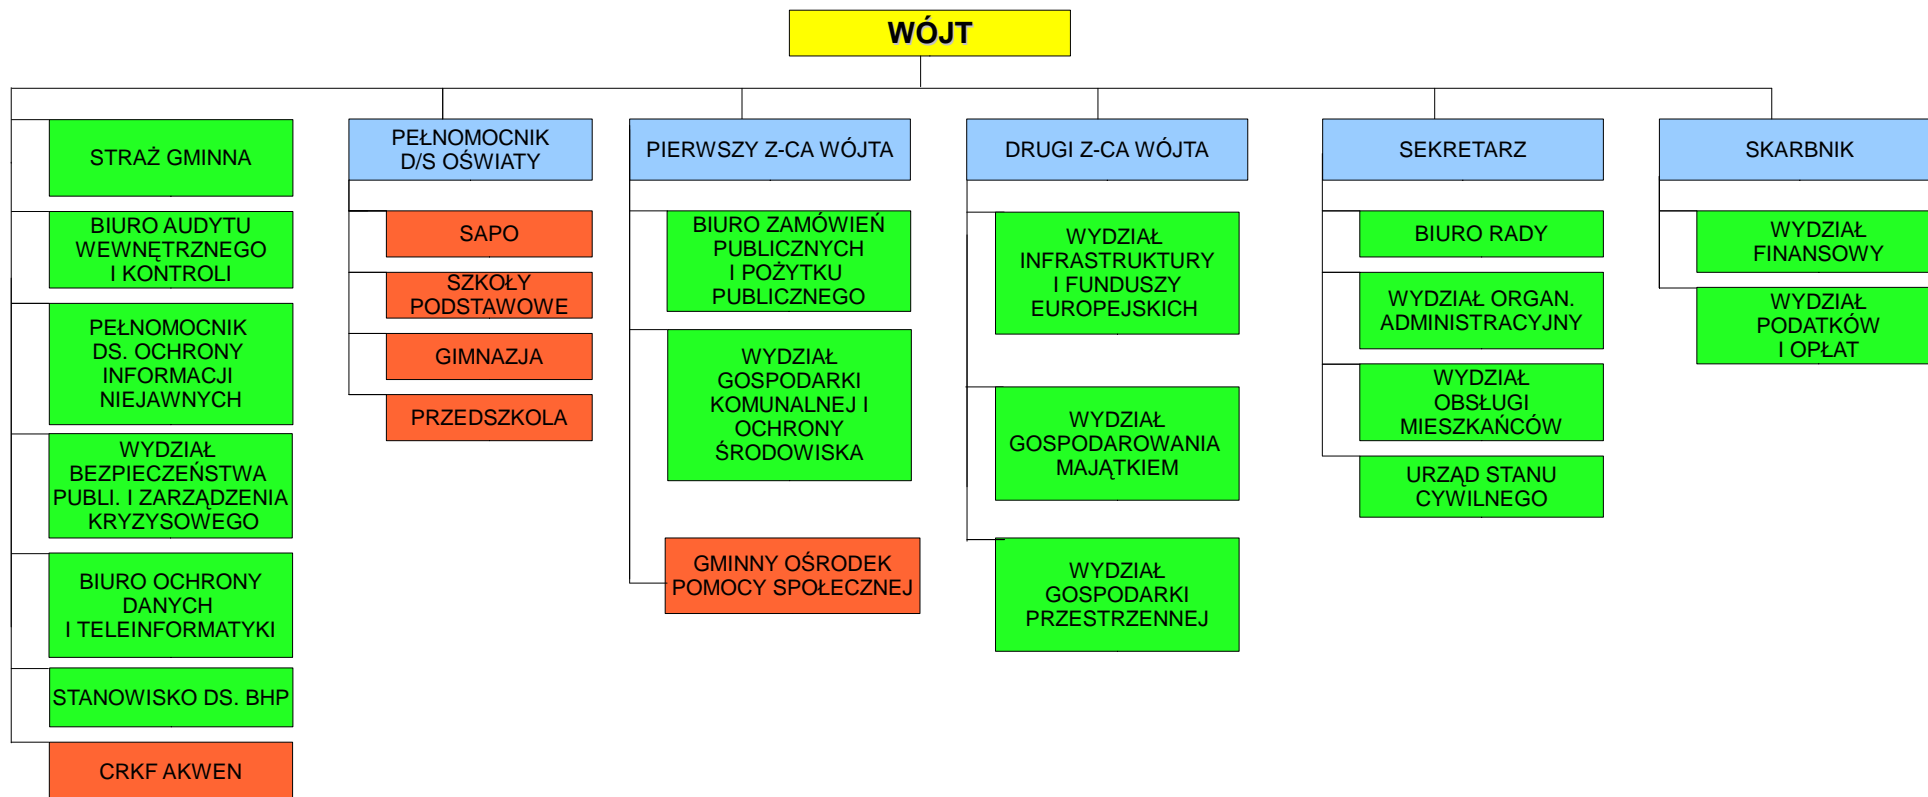 WÓJT
STRAŻ GMINNA
BIURO AUDYTU
WEWNĘTRZNEGO
I KONTROLI
PEŁNOMOCNIK
DS. OCHRONY
INFORMACJI
NIEJAWNYCH
WYDZIAŁ
BEZPIECZEŃSTWA
PUBLI. I ZARZĄDZENIA
KRYZYSOWEGO
BIURO OCHRONY
DANYCH
I TELEINFORMATYKI
STANOWISKO DS. BHP
CRKF AKWEN
PEŁNOMOCNIK
D/S OŚWIATY
SAPO
SZKOŁY
PODSTAWOWE
GIMNAZJA
PRZEDSZKOLA
PIERWSZY Z-CA WÓJTA
BIURO ZAMÓWIEŃ
PUBLICZNYCH
I POŻYTKU
PUBLICZNEGO
WYDZIAŁ
GOSPODARKI
KOMUNALNEJ I
OCHRONY
ŚRODOWISKA
GMINNY OŚRODEK
POMOCY SPOŁECZNEJ
DRUGI Z-CA WÓJTA
WYDZIAŁ
INFRASTRUKTURY
I FUNDUSZY
EUROPEJSKICH
WYDZIAŁ
GOSPODAROWANIA
MAJĄTKIEM
WYDZIAŁ
GOSPODARKI
PRZESTRZENNEJ
SEKRETARZ
BIURO RADY
WYDZIAŁ ORGAN.
ADMINISTRACYJNY
WYDZIAŁ
OBSŁUGI
MIESZKAŃCÓW
URZĄD STANU
CYWILNEGO
SKARBNIK
WYDZIAŁ
FINANSOWY
WYDZIAŁ
PODATKÓW
I OPŁAT